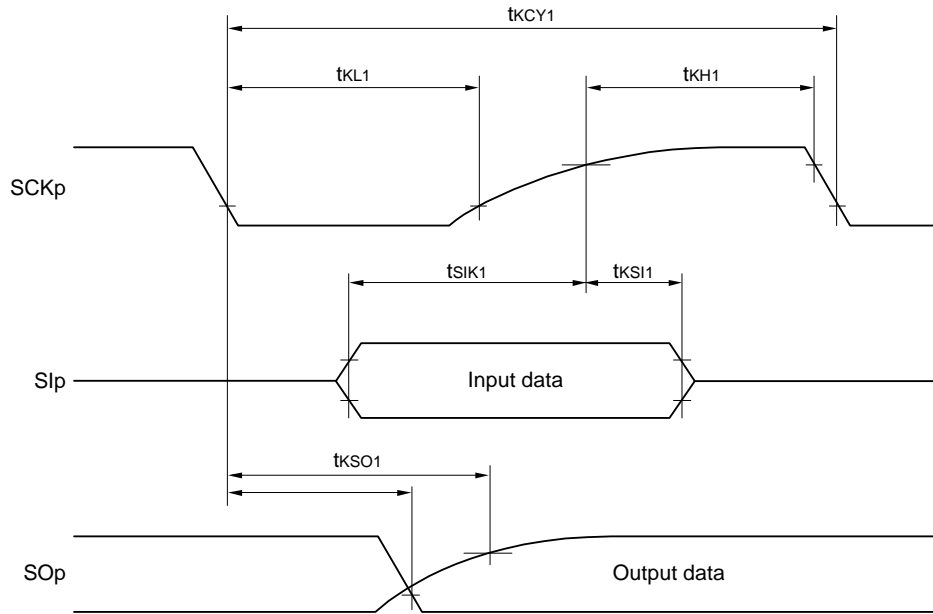 tKCY1
tKL1
tKH1
SCKp
tSIK1
tKSI1
SIp
Input data
tKSO1
SOp
Output data